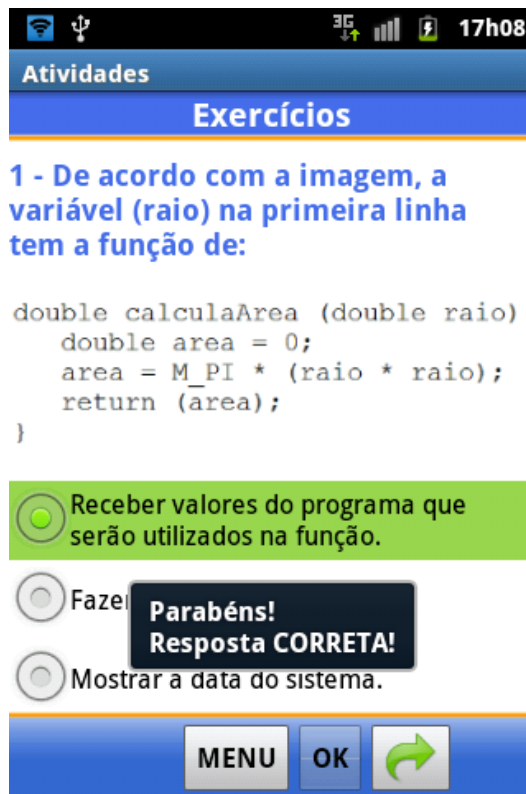 3G 17h08
Atividades
Exercícios
1 - De acordo com a imagem, a
variável (raio) na primeira linha
tem a função de:
double calculaArea (double raio)
double area = 0;
area = M_PI * (raio * raio);
return (area);
}
Receber valores do programa que
serão utilizados na função.
Parabéns!
Resposta CORRETA!
Mostrar a data do sistema.
MENU OK